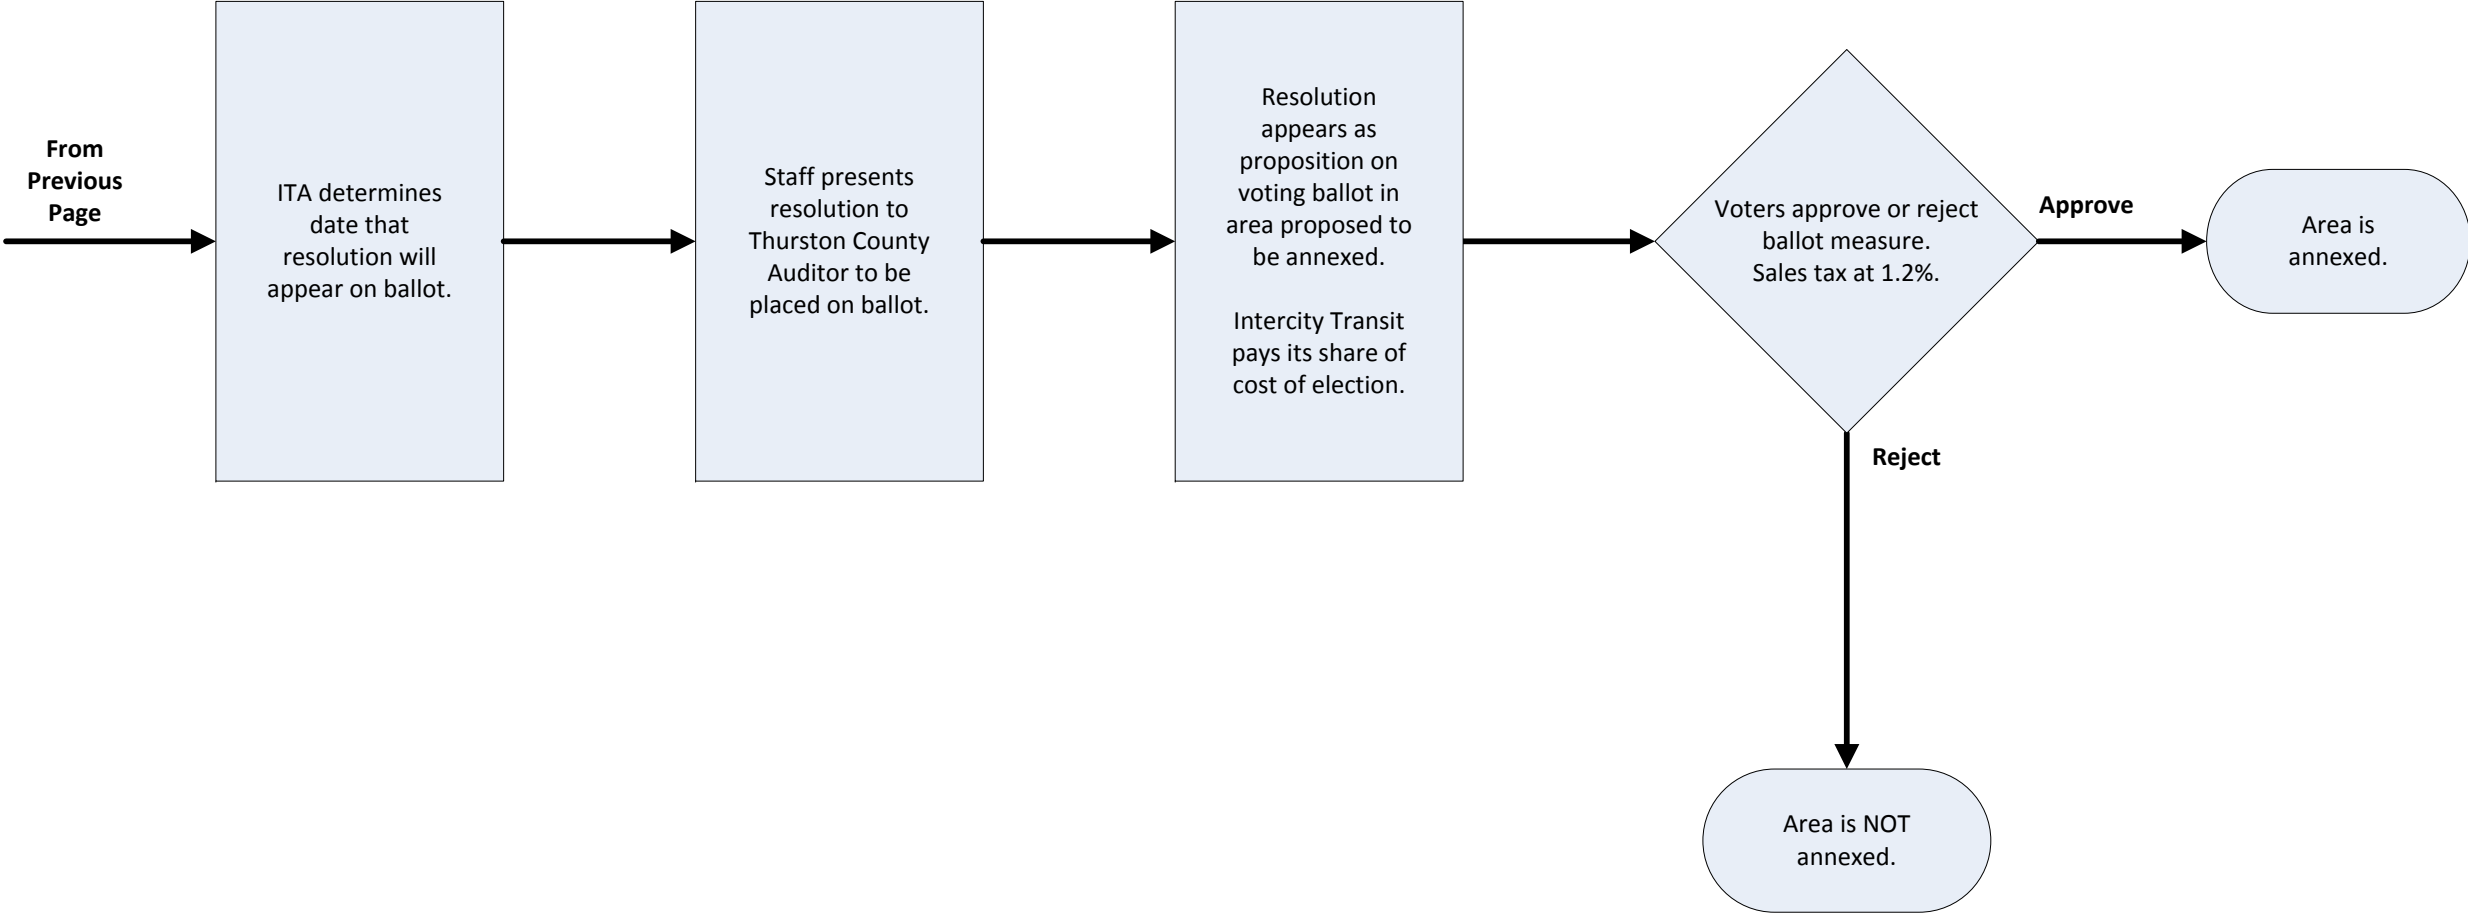 From
Previous
Page
ITA determines
date that
resolution will
appear on ballot.
Staff presents
resolution to
Thurston County
Auditor to be
placed on ballot.
Resolution
appears as
proposition on
voting ballot in
area proposed to
be annexed.
Intercity Transit
pays its share of
cost of election.
Voters approve or reject
ballot measure.
Sales tax at 1.2%.
Approve
Area is
annexed.
Reject
Area is NOT
annexed.